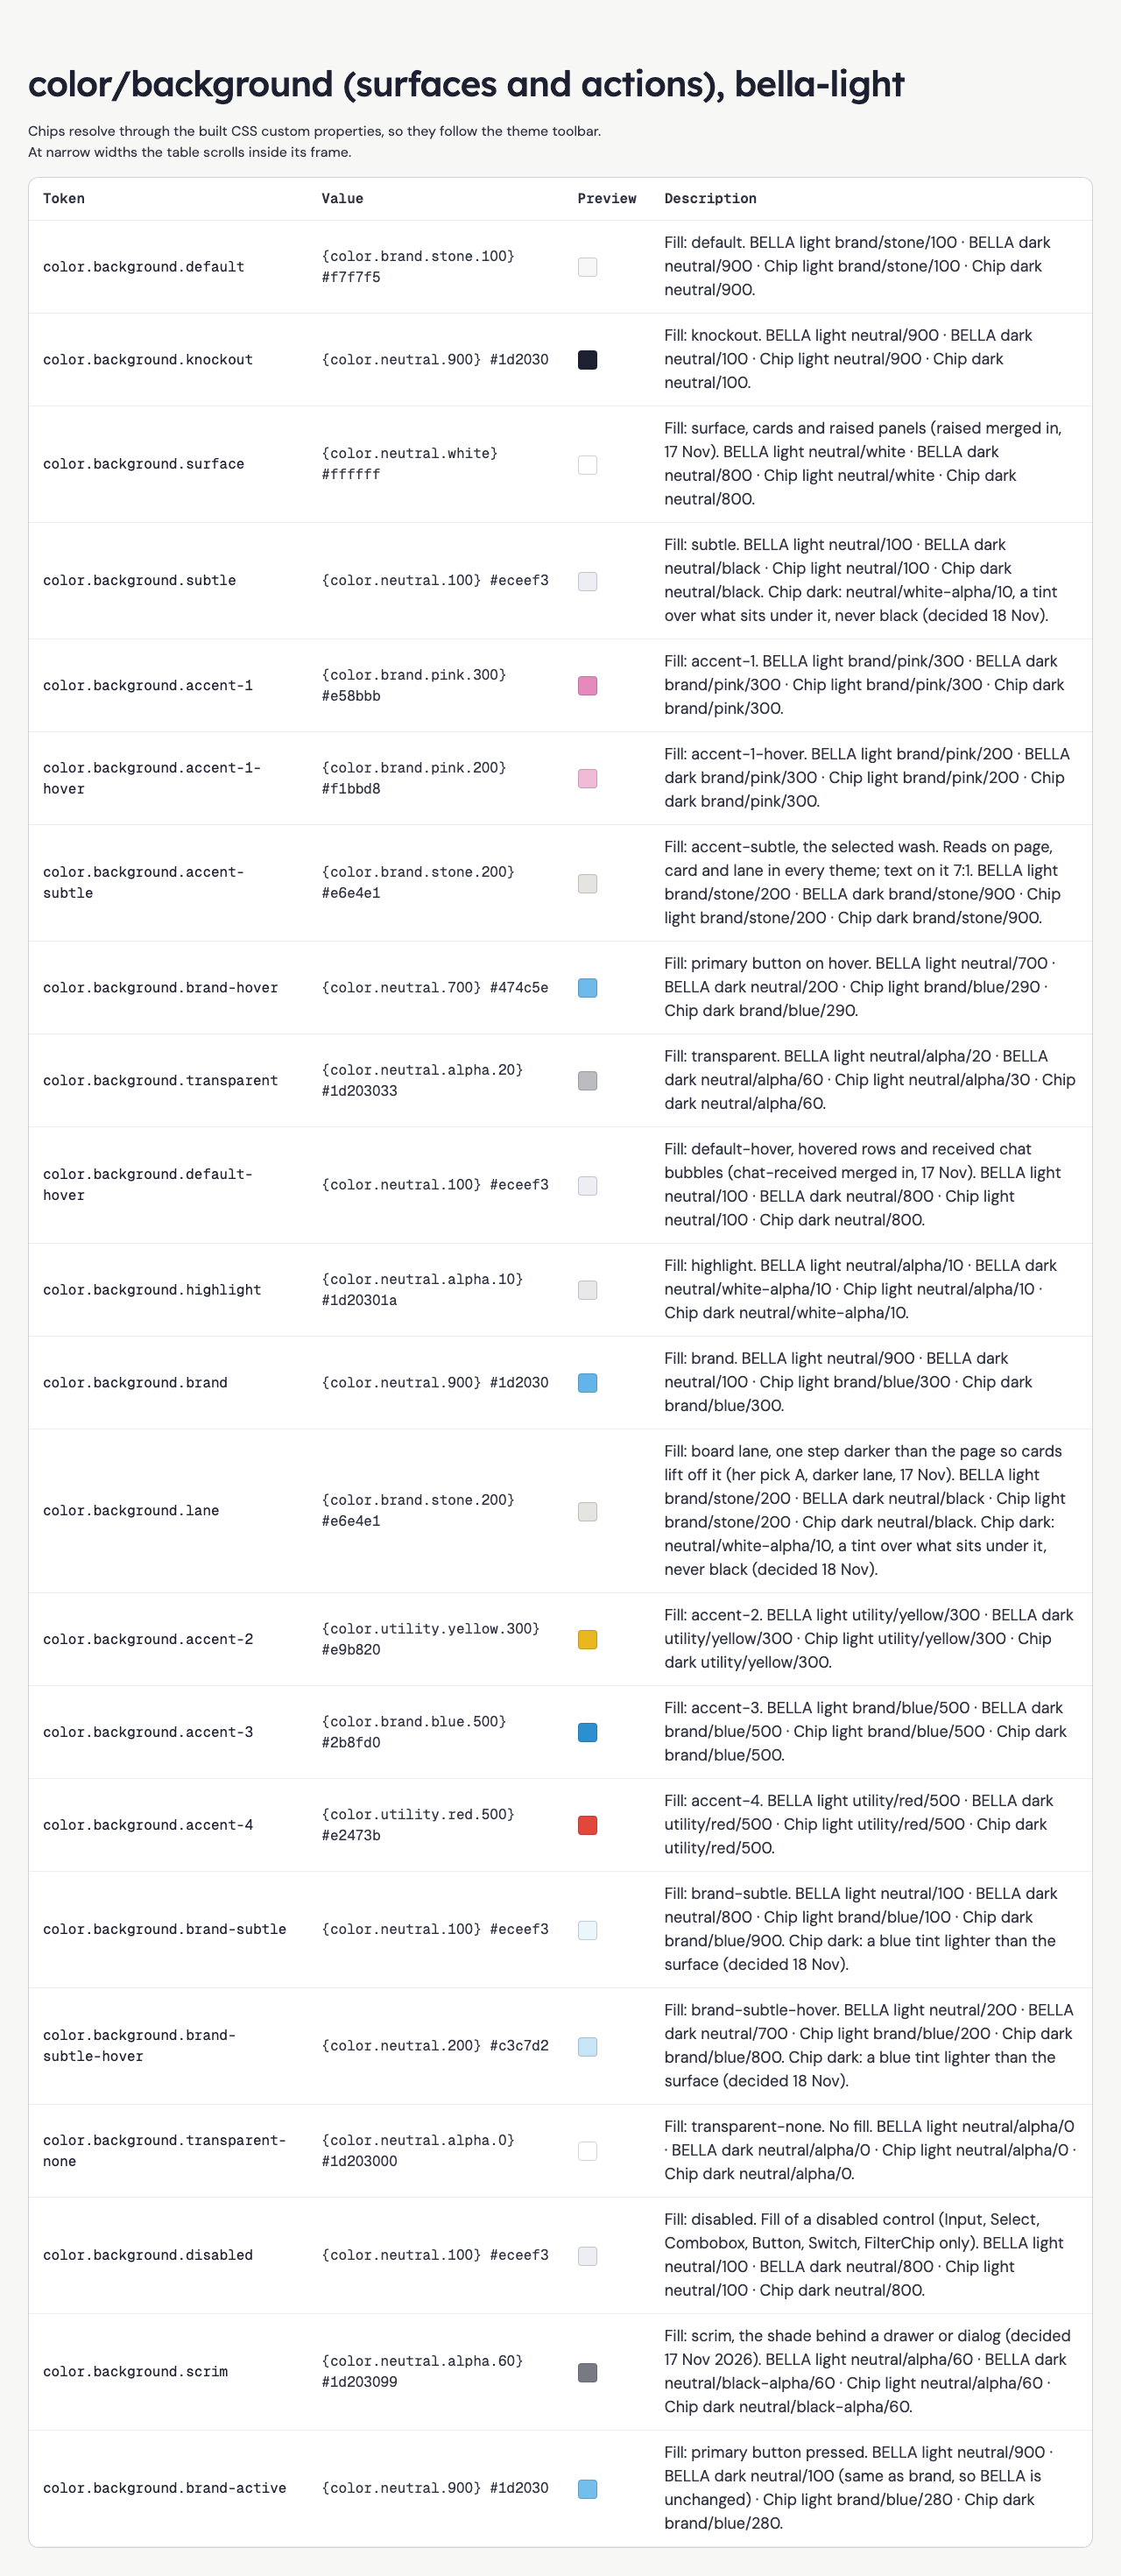 color/background (surfaces and actions), bella-light
Chips resolve through the built CSS custom properties, so they follow the theme toolbar.
At narrow widths the table scrolls inside its frame.
Token Value Preview Description
color.background.default
{color.brand.stone.100}
#f7f7f5
Fill: default. BELLA light brand/stone/100 · BELLA dark
neutral/900 · Chip light brand/stone/100 · Chip dark
neutral/900.
color.background.knockout
{color.neutral.900} #1d2030
Fill: knockout. BELLA light neutral/900 · BELLA dark
neutral/100 · Chip light neutral/900 · Chip dark
neutral/100.
color.background.surface
{color.neutral.white}
#ffffff
Fill: surface, cards and raised panels (raised merged in,
17 Nov). BELLA light neutral/white · BELLA dark
neutral/800 · Chip light neutral/white · Chip dark
neutral/800.
color.background.subtle
{color.neutral.100} #eceef3
Fill: subtle. BELLA light neutral/100 · BELLA dark
neutral/black · Chip light neutral/100 · Chip dark
neutral/black. Chip dark: neutral/white-alpha/10, a tint
over what sits under it, never black (decided 18 Nov).
color.background.accent-1
{color.brand.pink.300}
#e58bbb
Fill: accent-1. BELLA light brand/pink/300 · BELLA dark
brand/pink/300 · Chip light brand/pink/300 · Chip dark
brand/pink/300.
color.background.accent-1-
hover
{color.brand.pink.200}
#f1bbd8
Fill: accent-1-hover. BELLA light brand/pink/200 · BELLA
dark brand/pink/300 · Chip light brand/pink/200 · Chip
dark brand/pink/300.
color.background.accent-
subtle
{color.brand.stone.200}
#e6e4e1
Fill: accent-subtle, the selected wash. Reads on page,
card and lane in every theme; text on it 7:1. BELLA light
brand/stone/200 · BELLA dark brand/stone/900 · Chip
light brand/stone/200 · Chip dark brand/stone/900.
color.background.brand-hover
{color.neutral.700} #474c5e
Fill: primary button on hover. BELLA light neutral/700 ·
BELLA dark neutral/200 · Chip light brand/blue/290 ·
Chip dark brand/blue/290.
color.background.transparent
{color.neutral.alpha.20}
#1d203033
Fill: transparent. BELLA light neutral/alpha/20 · BELLA
dark neutral/alpha/60 · Chip light neutral/alpha/30 · Chip
dark neutral/alpha/60.
color.background.default-
hover
{color.neutral.100} #eceef3
Fill: default-hover, hovered rows and received chat
bubbles (chat-received merged in, 17 Nov). BELLA light
neutral/100 · BELLA dark neutral/800 · Chip light
neutral/100 · Chip dark neutral/800.
color.background.highlight
{color.neutral.alpha.10}
#1d20301a
Fill: highlight. BELLA light neutral/alpha/10 · BELLA dark
neutral/white-alpha/10 · Chip light neutral/alpha/10 ·
Chip dark neutral/white-alpha/10.
color.background.brand
{color.neutral.900} #1d2030
Fill: brand. BELLA light neutral/900 · BELLA dark
neutral/100 · Chip light brand/blue/300 · Chip dark
brand/blue/300.
color.background.lane
{color.brand.stone.200}
#e6e4e1
Fill: board lane, one step darker than the page so cards
lift off it (her pick A, darker lane, 17 Nov). BELLA light
brand/stone/200 · BELLA dark neutral/black · Chip light
brand/stone/200 · Chip dark neutral/black. Chip dark:
neutral/white-alpha/10, a tint over what sits under it,
never black (decided 18 Nov).
color.background.accent-2
{color.utility.yellow.300}
#e9b820
Fill: accent-2. BELLA light utility/yellow/300 · BELLA dark
utility/yellow/300 · Chip light utility/yellow/300 · Chip
dark utility/yellow/300.
color.background.accent-3
{color.brand.blue.500}
#2b8fd0
Fill: accent-3. BELLA light brand/blue/500 · BELLA dark
brand/blue/500 · Chip light brand/blue/500 · Chip dark
brand/blue/500.
color.background.accent-4
{color.utility.red.500}
#e2473b
Fill: accent-4. BELLA light utility/red/500 · BELLA dark
utility/red/500 · Chip light utility/red/500 · Chip dark
utility/red/500.
color.background.brand-subtle
{color.neutral.100} #eceef3
Fill: brand-subtle. BELLA light neutral/100 · BELLA dark
neutral/800 · Chip light brand/blue/100 · Chip dark
brand/blue/900. Chip dark: a blue tint lighter than the
surface (decided 18 Nov).
color.background.brand-
subtle-hover
{color.neutral.200} #c3c7d2
Fill: brand-subtle-hover. BELLA light neutral/200 · BELLA
dark neutral/700 · Chip light brand/blue/200 · Chip dark
brand/blue/800. Chip dark: a blue tint lighter than the
surface (decided 18 Nov).
color.background.transparent-
none
{color.neutral.alpha.0}
#1d203000
Fill: transparent-none. No fill. BELLA light neutral/alpha/0
· BELLA dark neutral/alpha/0 · Chip light neutral/alpha/0 ·
Chip dark neutral/alpha/0.
color.background.disabled
{color.neutral.100} #eceef3
Fill: disabled. Fill of a disabled control (Input, Select,
Combobox, Button, Switch, FilterChip only). BELLA light
neutral/100 · BELLA dark neutral/800 · Chip light
neutral/100 · Chip dark neutral/800.
color.background.scrim
{color.neutral.alpha.60}
#1d203099
Fill: scrim, the shade behind a drawer or dialog (decided
17 Nov 2026). BELLA light neutral/alpha/60 · BELLA dark
neutral/black-alpha/60 · Chip light neutral/alpha/60 ·
Chip dark neutral/black-alpha/60.
color.background.brand-active
{color.neutral.900} #1d2030
Fill: primary button pressed. BELLA light neutral/900 ·
BELLA dark neutral/100 (same as brand, so BELLA is
unchanged) · Chip light brand/blue/280 · Chip dark
brand/blue/280.